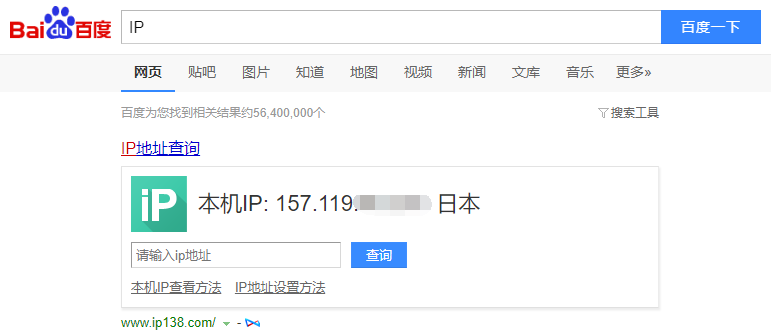 Bai du 百度 IP 百度一下
网页 贴吧 图片 知道 地图 视频 新闻 文库 音乐 更多»
百度为您找到相关结果约56,400,000个 搜索工具
IP地址查询
iP 本机IP: 157.119. 日本
请输入ip地址 查询
本机IP查看方法 IP地址设置方法
www.ip138.com/ -